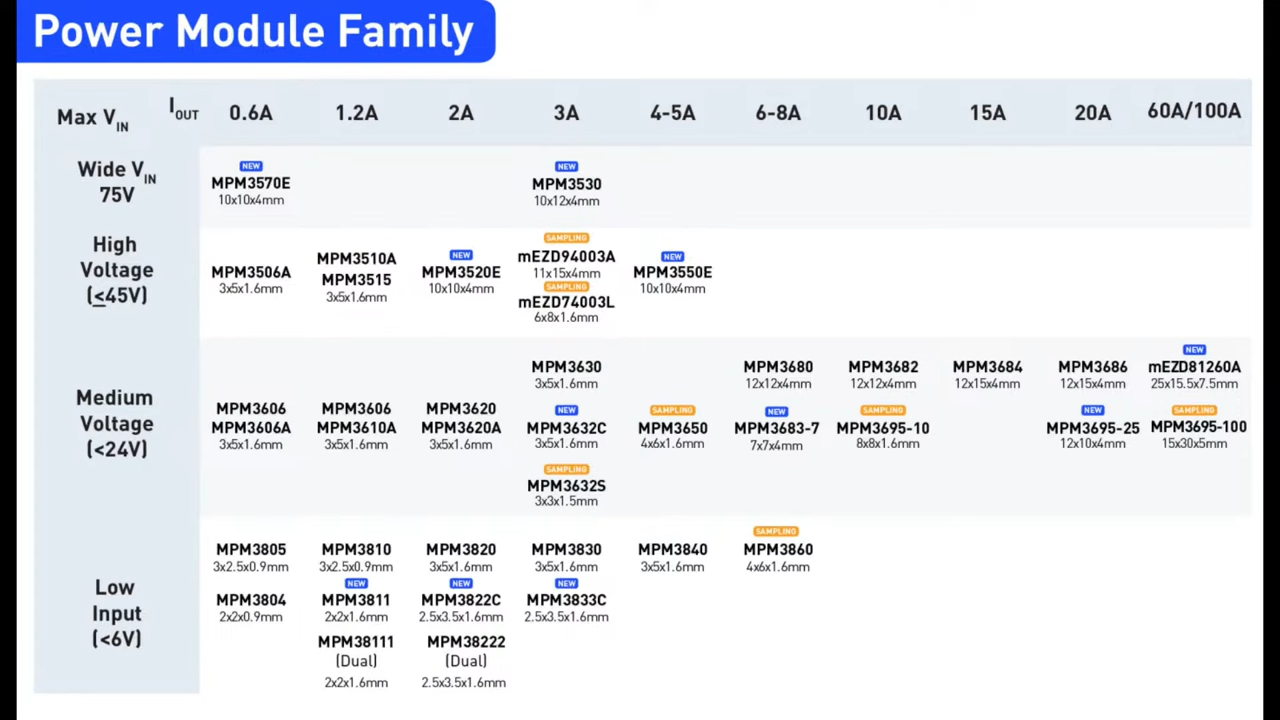 Power Module Family
Max VIN
IOUT
0.6A
1.2A
2A
3A
4-5A
6-8A
10A
15A
20A
60A/100A
Wide VIN
75V
NEW
MPM3570E
10x10x4mm
NEW
MPM3530
10x12x4mm
High
Voltage
(≤45V)
MPM3506A
3x5x1.6mm
MPM3510A
MPM3515
3x5x1.6mm
NEW
MPM3520E
10x10x4mm
SAMPLING
mEZD94003A
11x15x4mm
SAMPLING
mEZD74003L
6x8x1.6mm
NEW
MPM3550E
10x10x4mm
Medium
Voltage
(<24V)
MPM3606
MPM3606A
3x5x1.6mm
MPM3606
MPM3610A
3x5x1.6mm
MPM3620
MPM3620A
3x5x1.6mm
MPM3630
3x5x1.6mm
NEW
MPM3632C
3x5x1.6mm
SAMPLING
MPM3632S
3x3x1.5mm
SAMPLING
MPM3650
4x6x1.6mm
MPM3680
12x12x4mm
NEW
MPM3683-7
7x7x4mm
MPM3682
12x12x4mm
SAMPLING
MPM3695-10
8x8x1.6mm
MPM3684
12x15x4mm
MPM3686
12x15x4mm
NEW
MPM3695-25
12x10x4mm
NEW
mEZD81260A
25x15.5x7.5mm
SAMPLING
MPM3695-100
15x30x5mm
Low
Input
(<6V)
MPM3805
3x2.5x0.9mm
MPM3804
2x2x0.9mm
MPM3810
3x2.5x0.9mm
NEW
MPM3811
2x2x1.6mm
MPM38111
(Dual)
2x2x1.6mm
MPM3820
3x5x1.6mm
NEW
MPM3822C
2.5x3.5x1.6mm
MPM38222
(Dual)
2.5x3.5x1.6mm
MPM3830
3x5x1.6mm
NEW
MPM3833C
2.5x3.5x1.6mm
MPM3840
3x5x1.6mm
SAMPLING
MPM3860
4x6x1.6mm